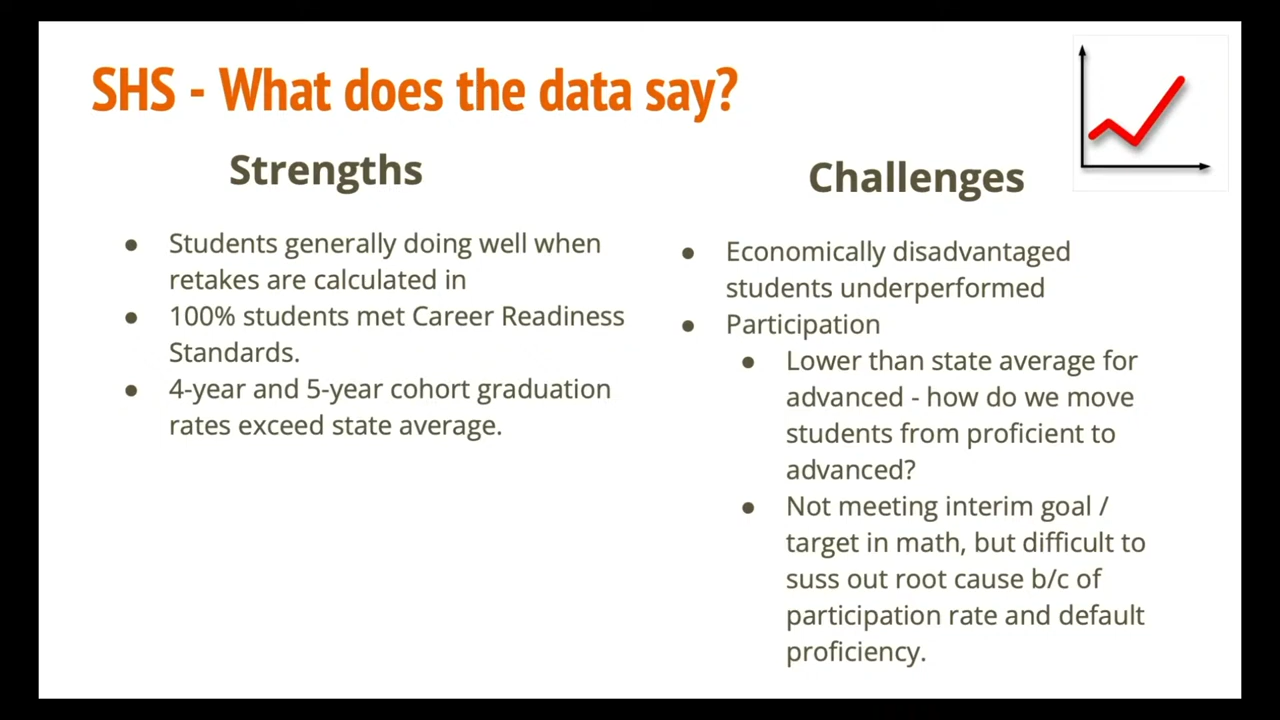 SHS - What does the data say?
Strengths
● Students generally doing well when
retakes are calculated in
● 100% students met Career Readiness
Standards.
● 4-year and 5-year cohort graduation
rates exceed state average.
Challenges
● Economically disadvantaged
students underperformed
● Participation
● Lower than state average for
advanced - how do we move
students from proficient to
advanced?
● Not meeting interim goal /
target in math, but difficult to
suss out root cause b/c of
participation rate and default
proficiency.